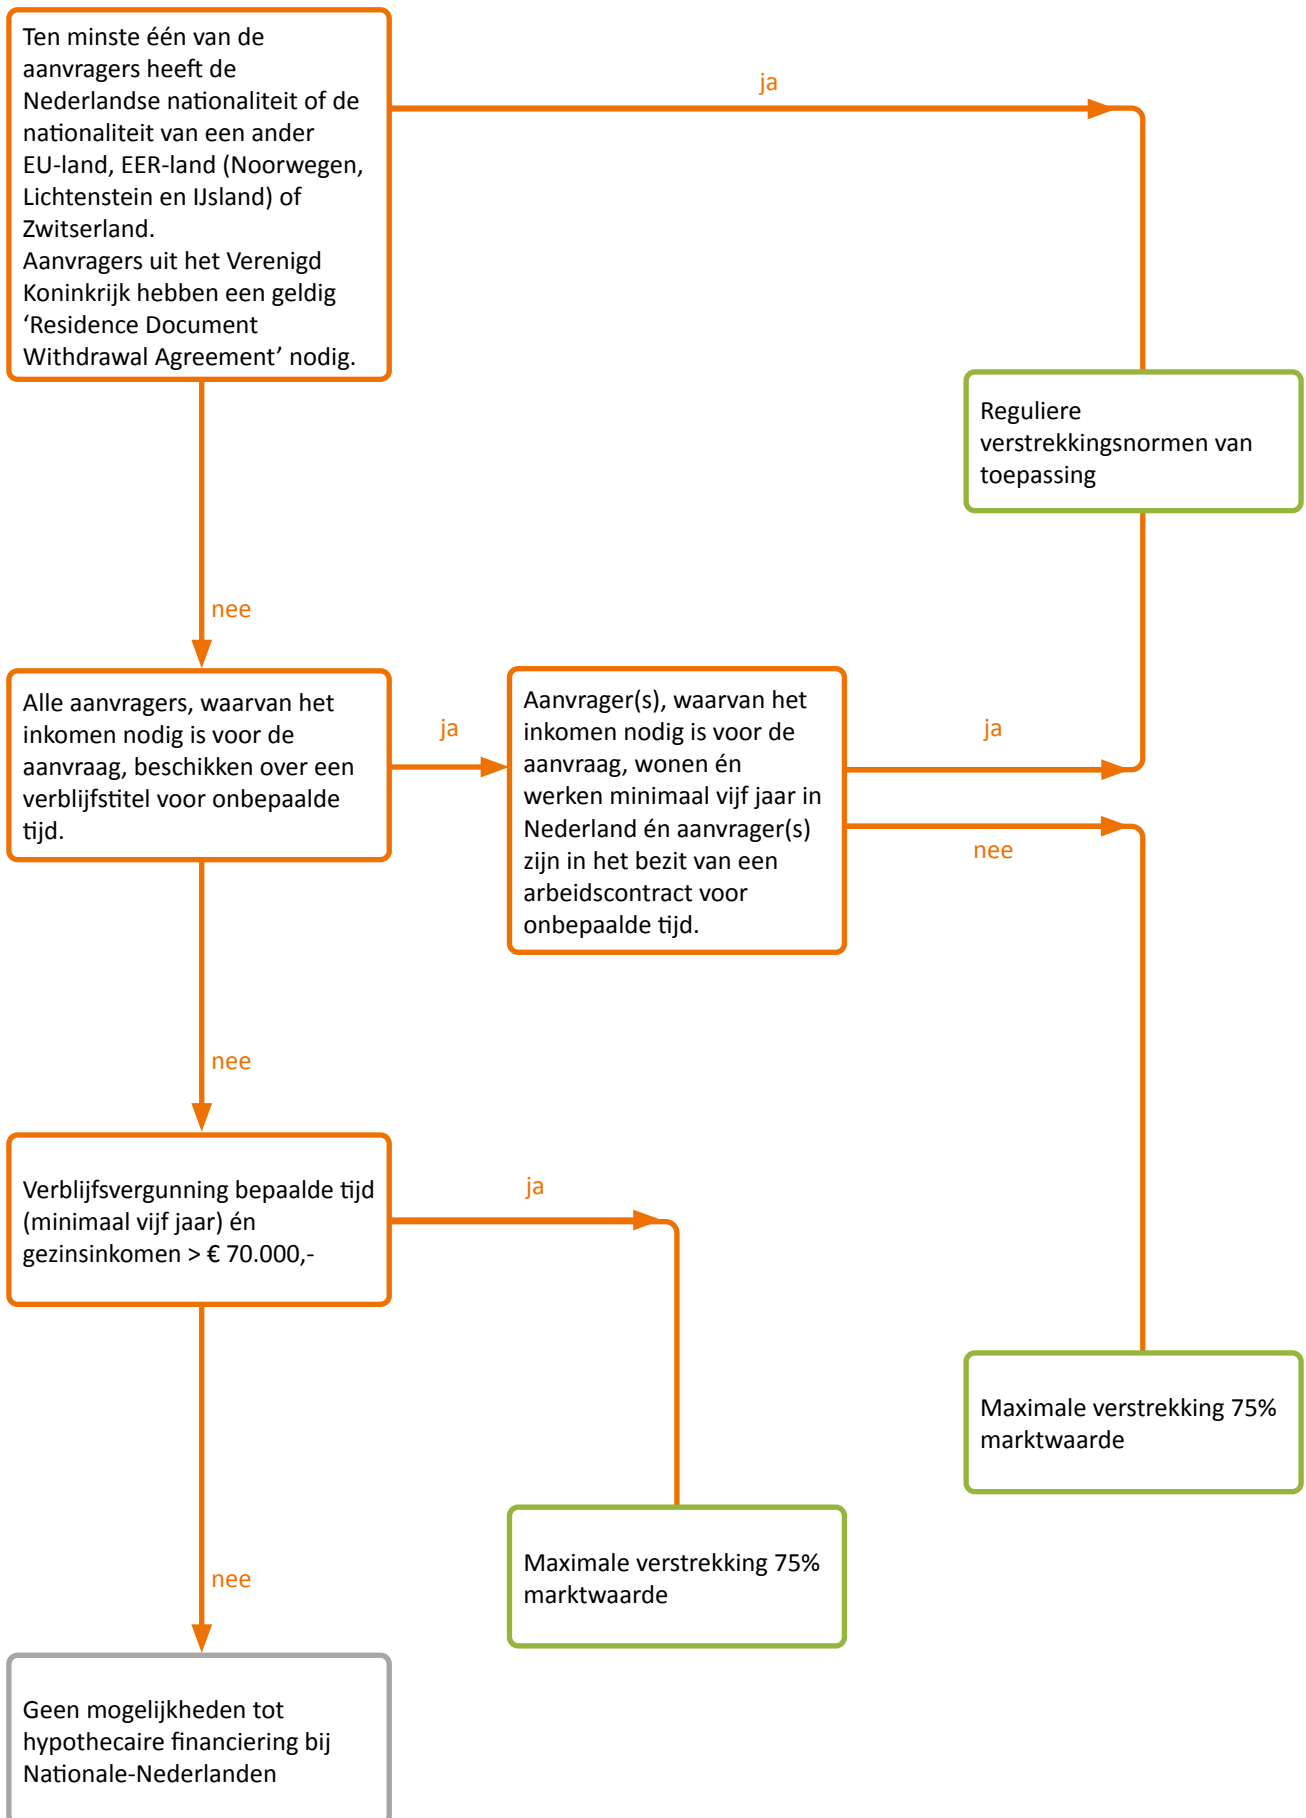 Ten minste één van de
aanvragers heeft de
Nederlandse nationaliteit of de
nationaliteit van een ander
EU-land, EER-land (Noorwegen,
Lichtenstein en IJsland) of
Zwitserland.
Aanvragers uit het Verenigd
Koninkrijk hebben een geldig
‘Residence Document
Withdrawal Agreement’ nodig.
ja
Reguliere
verstrekkingsnormen van
toepassing
nee
Alle aanvragers, waarvan het
inkomen nodig is voor de
aanvraag, beschikken over een
verblijfstitel voor onbepaalde
tijd.
ja
Aanvrager(s), waarvan het
inkomen nodig is voor de
aanvraag, wonen én
werken minimaal vijf jaar in
Nederland én aanvrager(s)
zijn in het bezit van een
arbeidscontract voor
onbepaalde tijd.
ja
nee
nee
Verblijfsvergunning bepaalde tijd
(minimaal vijf jaar) én
gezinsinkomen > € 70.000,-
ja
Maximale verstrekking 75%
marktwaarde
Maximale verstrekking 75%
marktwaarde
nee
Geen mogelijkheden tot
hypothecaire financiering bij
Nationale-Nederlanden